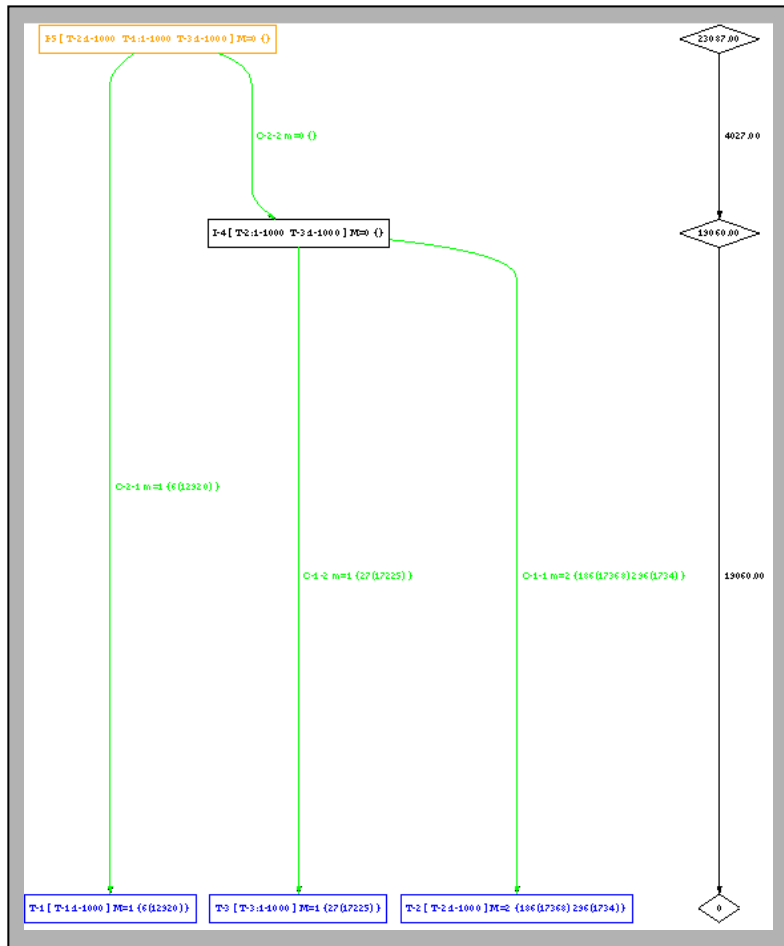 I-5 [ T-2:1-1000 T-1:1-1000 T-3:1-1000 ] M=0 {}
23087.00
C-2-2 m=0 {}
4027.00
I-4 [ T-2:1-1000 T-3:1-1000 ] M=0 {}
19060.00
C-2-1 m=1 {6(12920) }
C-1-2 m=1 {27(17225) }
C-1-1 m=2 {186(17368) 296(1734) }
19060.00
T-1 [ T-1:1-1000 ] M=1 {6(12920) }
T-3 [ T-3:1-1000 ] M=1 {27(17225) }
T-2 [ T-2:1-1000 ] M=2 {186(17368) 296(1734) }
0